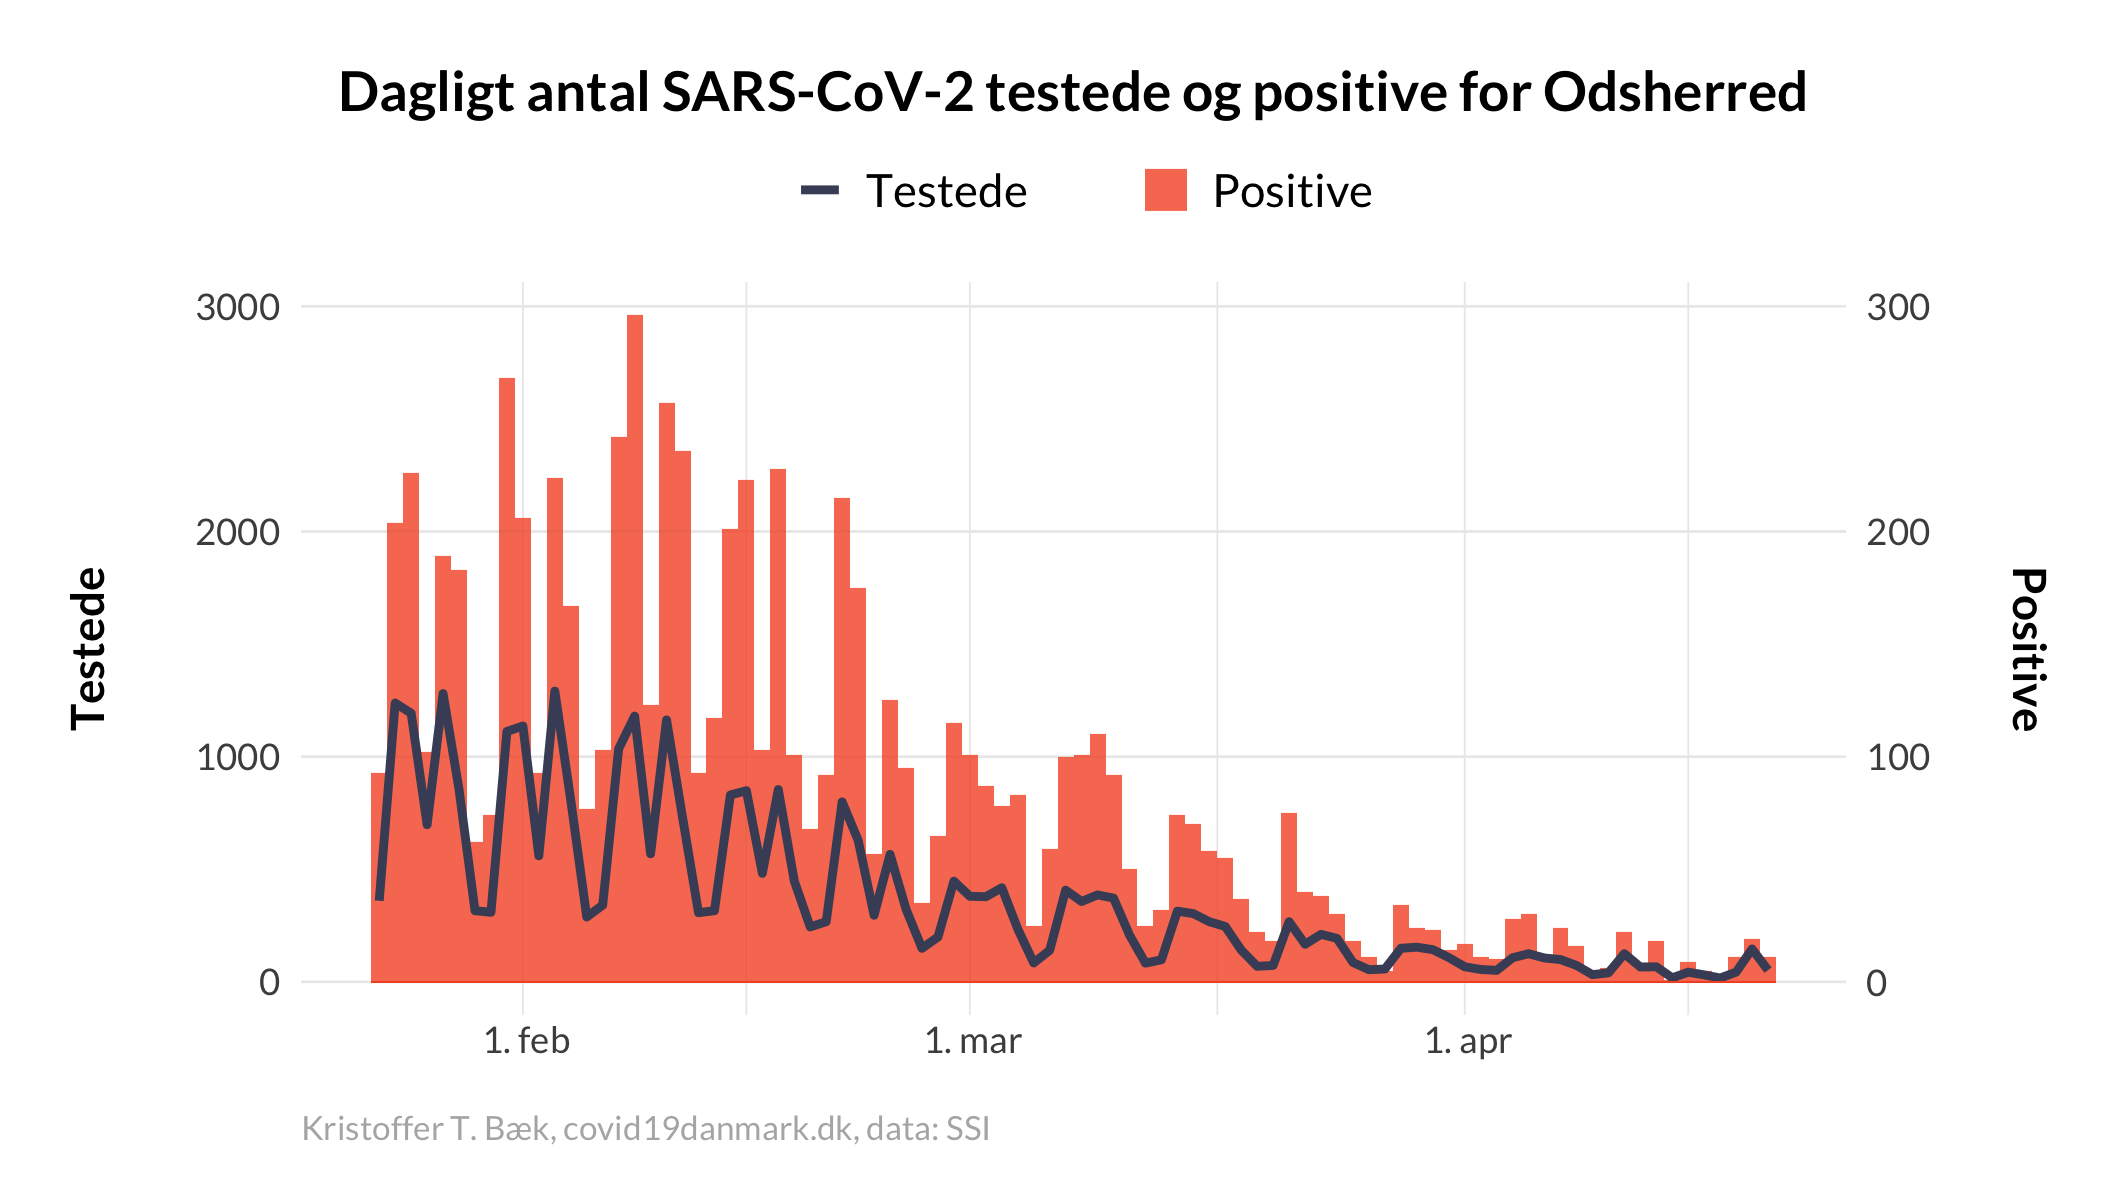 Dagligt antal SARS-CoV-2 testede og positive for Odsherred
Testede
Positive
3000
2000
1000
0
Testede
300
200
100
0
Positive
1. feb
1. mar
1. apr
Kristoffer T. Bæk, covid19danmark.dk, data: SSI